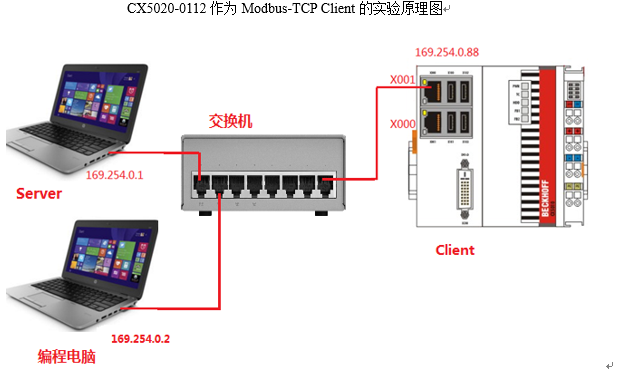 CX5020-0112 作为 Modbus-TCP Client 的实验原理图
169.254.0.88
X001
X000
交换机
169.254.0.1
Server
BECKHOFF
Client
169.254.0.2
编程电脑